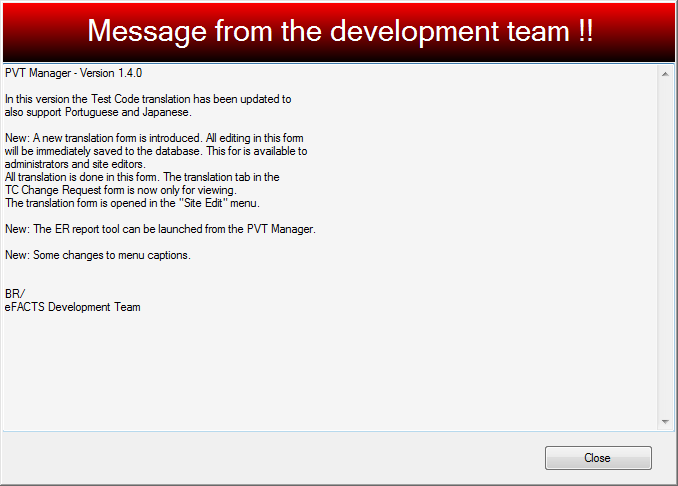 Message from the development team !!
PVT Manager - Version 1.4.0
In this version the Test Code translation has been updated to
also support Portuguese and Japanese.
New: A new translation form is introduced. All editing in this form
will be immediately saved to the database. This for is available to
administrators and site editors.
All translation is done in this form. The translation tab in the
TC Change Request form is now only for viewing.
The translation form is opened in the "Site Edit" menu.
New: The ER report tool can be launched from the PVT Manager.
New: Some changes to menu captions.
BR/
eFACTS Development Team
Close